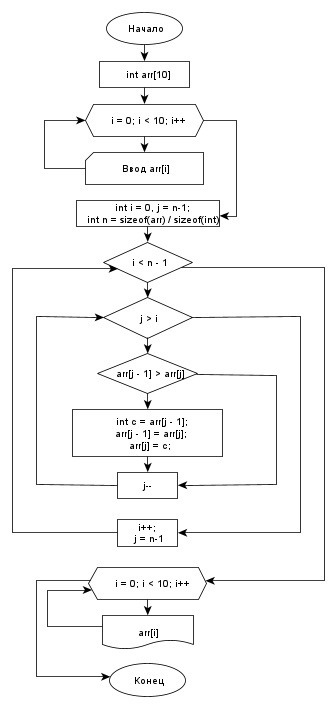 Начало
int arr[10]
i = 0; i < 10; i++
Ввод arr[i]
int i = 0, j = n-1;
int n = sizeof(arr) / sizeof(int)
i < n - 1
j > i
arr[j - 1] > arr[j]
int c = arr[j - 1];
arr[j - 1] = arr[j];
arr[j] = c;
j--
i++;
j = n-1
i = 0; i < 10; i++
arr[i]
Конец